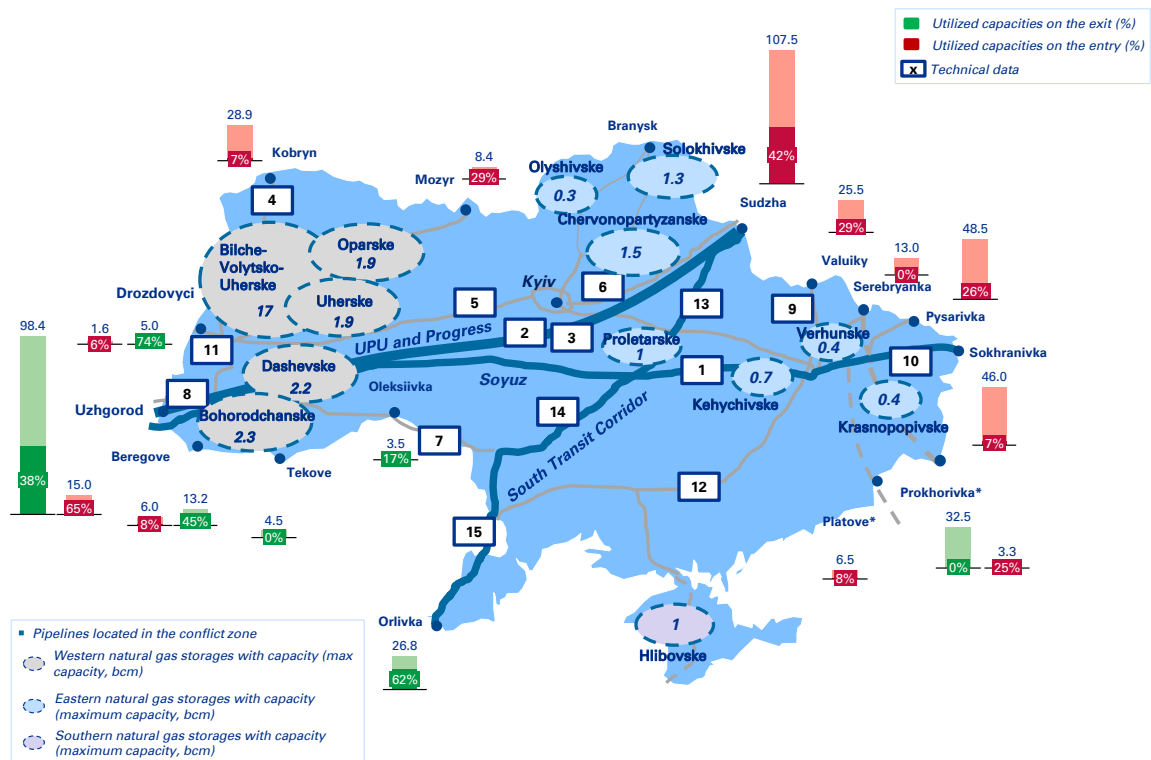 Utilized capacities on the exit (%)
Utilized capacities on the entry (%)
x Technical data
107.5
42%
28.9
7%
Kobryn
4
Mozyr
8.4
29%
Branysk
Olyshivske
0.3
Solokhivske
1.3
Chervonopartyzanske
1.5
Sudzha
25.5
29%
13.0
0%
48.5
26%
Valuiky
Serebryanka
Pysarivka
Sokhranivka
Bilche-
Volytsko-
Uherske
17
Oparske
1.9
Uherske
1.9
Drozdovyci
Kyiv
5
6
13
9
2
3
UPU and Progress
Proletarske
1
Verhunske
0.4
10
98.4
38%
1.6
6%
5.0
74%
11
Dashevske
2.2
8
Uzhgorod
Bohorodchanske
2.3
Oleksiivka
Soyuz
1
0.7
Kehychivske
0.4
Krasnopopivske
46.0
7%
14
South Transit Corridor
7
3.5
17%
Beregove
Tekove
12
Prokhorivka*
Platove*
15.0
65%
6.0
8%
13.2
45%
4.5
0%
15
32.5
0%
3.3
25%
6.5
8%
Orlivka
26.8
62%
1
Hlibovske
Pipelines located in the conflict zone
Western natural gas storages with capacity (max
capacity, bcm)
Eastern natural gas storages with capacity
(maximum capacity, bcm)
Southern natural gas storages with capacity
(maximum capacity, bcm)